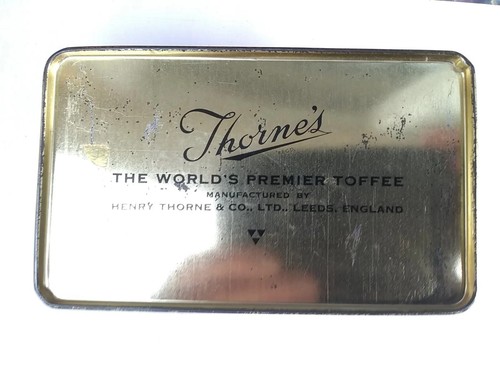 Thorne's
THE WORLD'S PREMIER TOFFEE
MANUFACTURED BY
HENRY THORNE & CO., LTD., LEEDS, ENGLAND